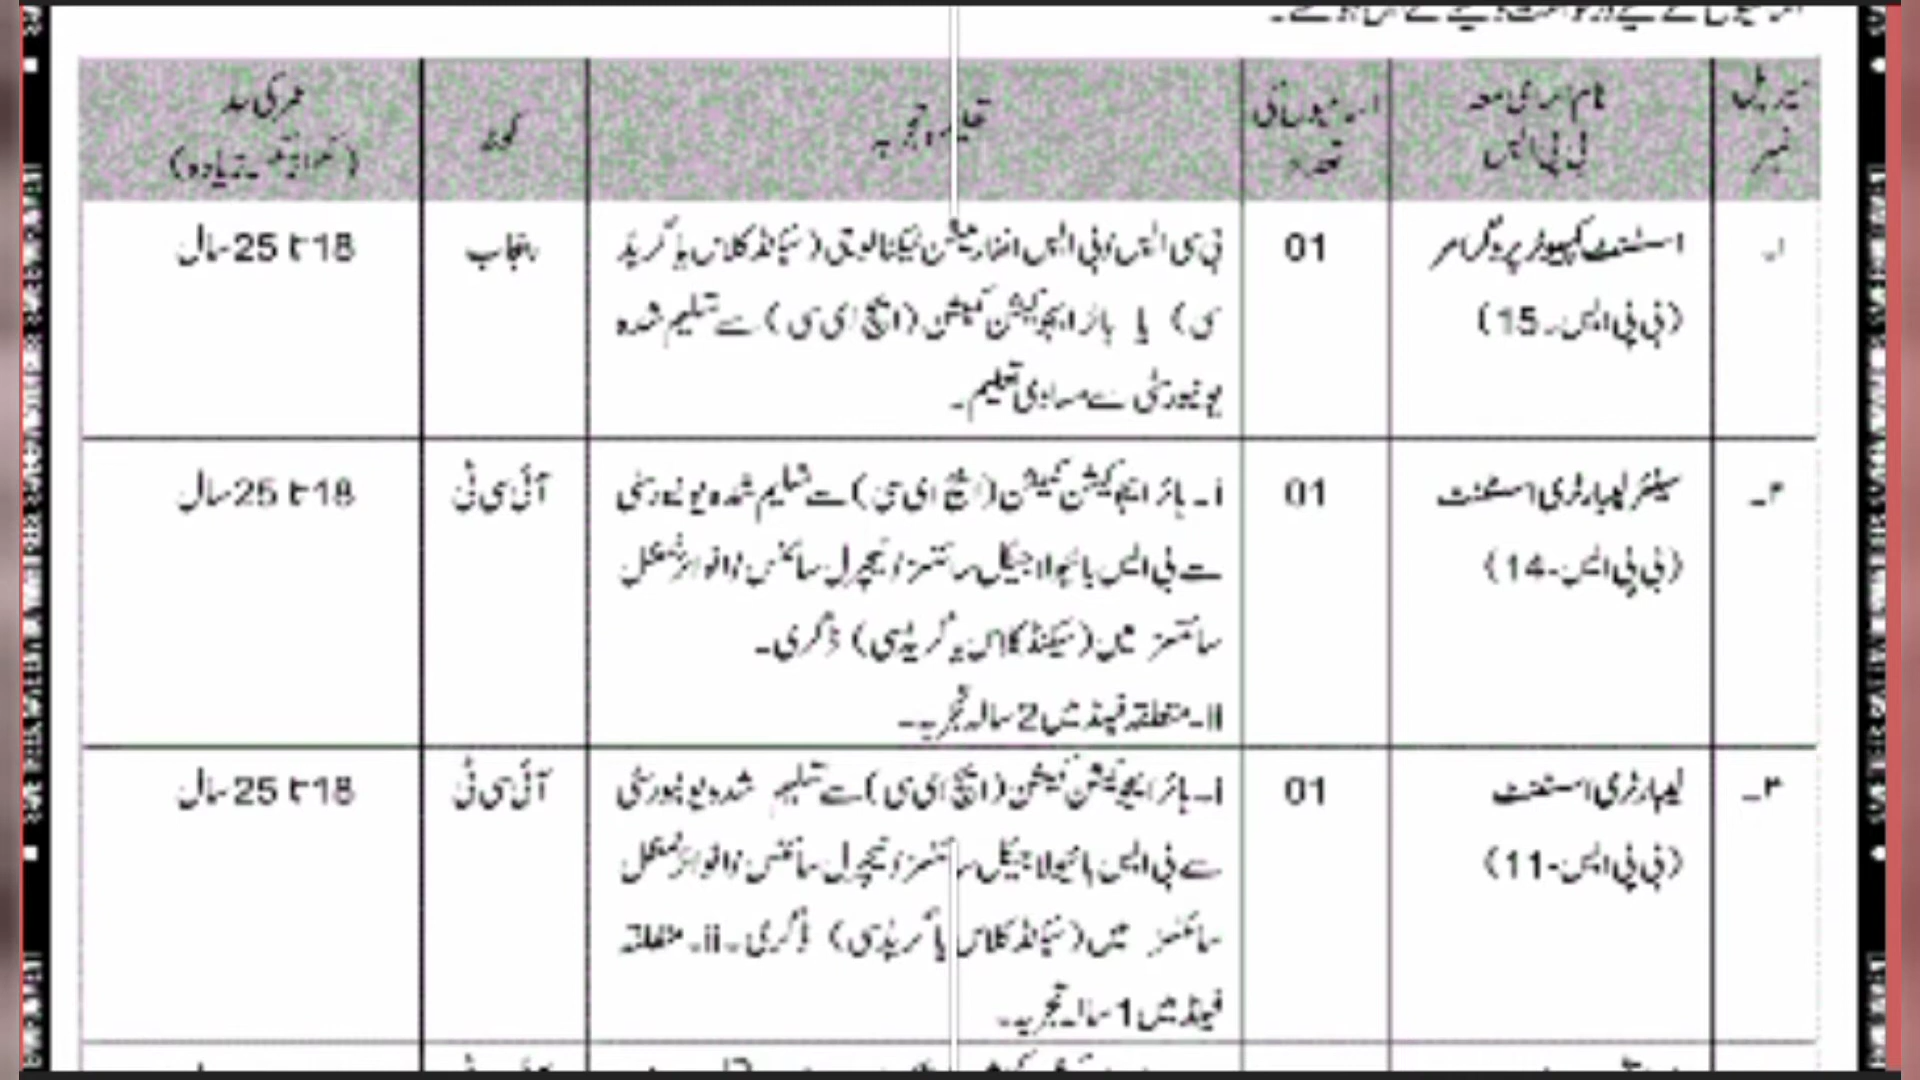 سیریل نمبر
نام اسامی معہ بی پی ایس
اسامیوں کی تعداد
تعلیم و تجربہ
کوٹہ
عمر کی حد
۱۔
اسسٹنٹ کمپیوٹر پروگرامر
(بی پی ایس۔15)
01
بی سی ایس/بی ایس انفارمیشن ٹیکنالوجی (سیکنڈ کلاس یا گریڈ
سی) یا ہائر ایجوکیشن کمیشن (ایچ ای سی) سے تسلیم شدہ
یونیورسٹی سے مساوی تعلیم۔
پنجاب
18 تا 25 سال
۲۔
سینئر لیبارٹری اسسٹنٹ
(بی پی ایس-14)
01
i۔ ہائر ایجوکیشن کمیشن (ایچ ای سی) سے تسلیم شدہ یونیورسٹی
سے بی ایس بائیولاجیکل سائنسز/نیچرل سائنس/انوائرنمنٹل
سائنسز میں (سیکنڈ کلاس یا گریڈ سی) ڈگری۔
ii۔ متعلقہ فیلڈ میں 2 سالہ تجربہ۔
آئی سی ٹی
18 تا 25 سال
۳۔
لیبارٹری اسسٹنٹ
(بی پی ایس-11)
01
i۔ ہائر ایجوکیشن کمیشن (ایچ ای سی) سے تسلیم شدہ یونیورسٹی
سے بی ایس بائیولاجیکل سائنسز/نیچرل سائنس/انوائرنمنٹل
سائنسز میں (سیکنڈ کلاس یا گریڈ سی) ڈگری۔ ii۔ متعلقہ
فیلڈ میں 1 سالہ تجربہ۔
آئی سی ٹی
18 تا 25 سال